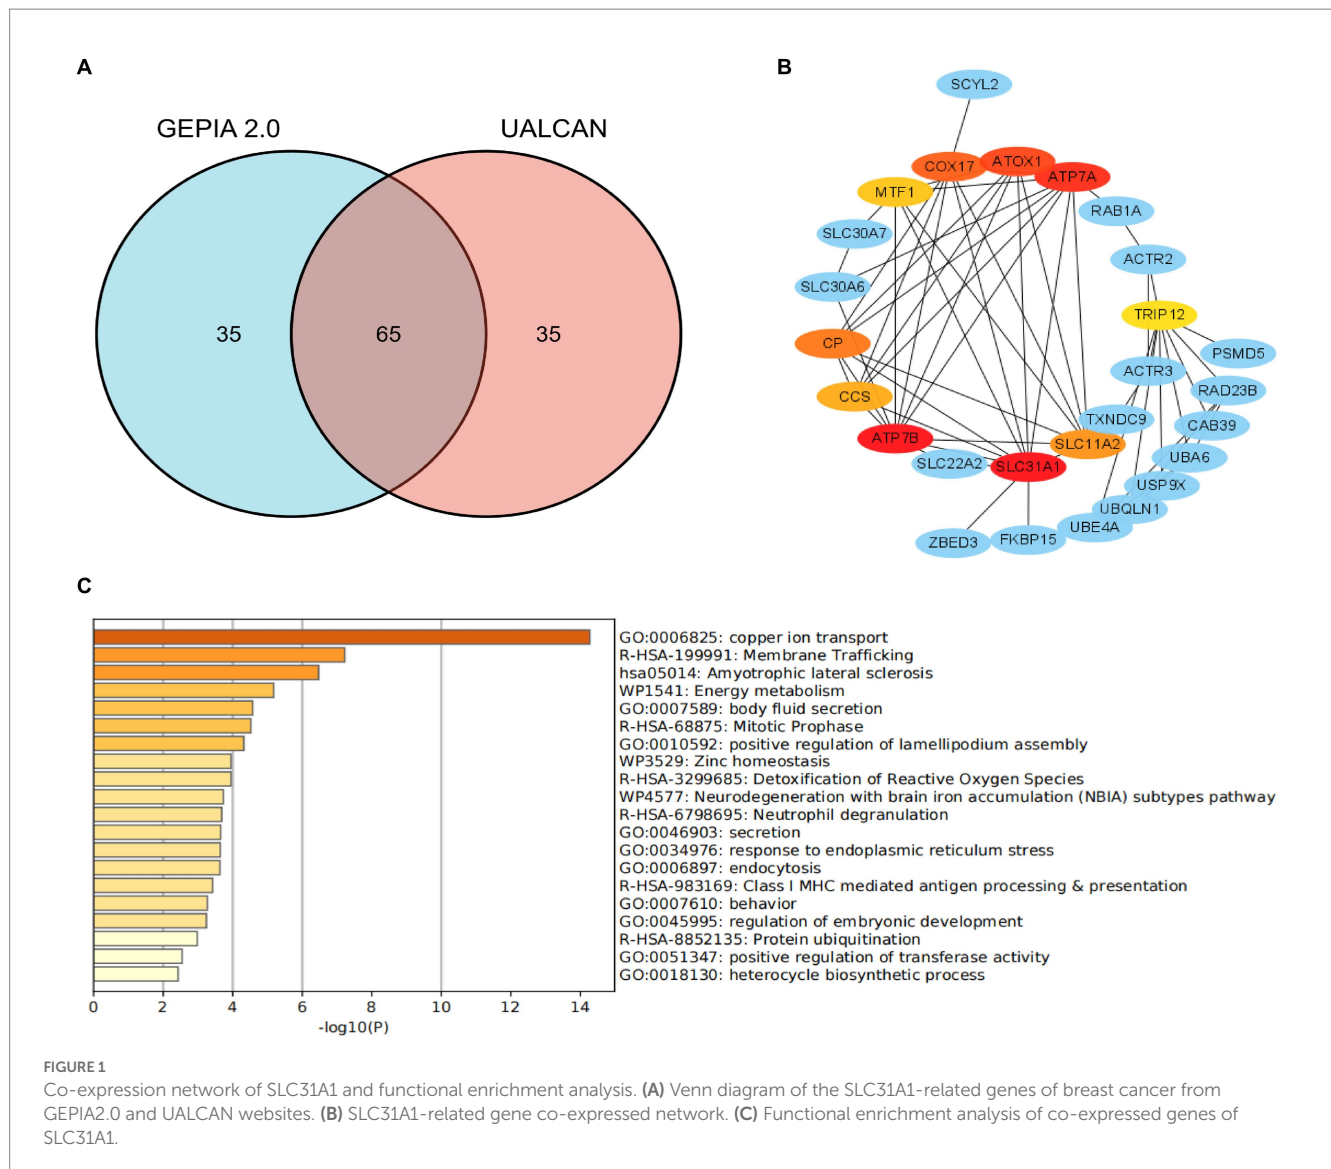 A
GEPIA 2.0
UALCAN
35
65
35
B
SCYL2
COX17
ATOX1
ATP7A
MTF1
RAB1A
SLC30A7
ACTR2
SLC30A6
TRIP12
CP
PSMD5
ACTR3
RAD23B
CCS
TXNDC9
CAB39
ATP7B
SLC11A2
SLC22A2
SLC31A1
UBA6
USP9X
UBQLN1
UBE4A
ZBED3
FKBP15
C
GO:0006825: copper ion transport
R-HSA-199991: Membrane Trafficking
hsa05014: Amyotrophic lateral sclerosis
WP1541: Energy metabolism
GO:0007589: body fluid secretion
R-HSA-68875: Mitotic Prophase
GO:0010592: positive regulation of lamellipodium assembly
WP3529: Zinc homeostasis
R-HSA-3299685: Detoxification of Reactive Oxygen Species
WP4577: Neurodegeneration with brain iron accumulation (NBIA) subtypes pathway
R-HSA-6798695: Neutrophil degranulation
GO:0046903: secretion
GO:0034976: response to endoplasmic reticulum stress
GO:0006897: endocytosis
R-HSA-983169: Class I MHC mediated antigen processing & presentation
GO:0007610: behavior
GO:0045995: regulation of embryonic development
R-HSA-8852135: Protein ubiquitination
GO:0051347: positive regulation of transferase activity
GO:0018130: heterocycle biosynthetic process
0 2 4 6 8 10 12 14
-log10(P)
FIGURE 1
Co-expression network of SLC31A1 and functional enrichment analysis. (A) Venn diagram of the SLC31A1-related genes of breast cancer from
GEPIA2.0 and UALCAN websites. (B) SLC31A1-related gene co-expressed network. (C) Functional enrichment analysis of co-expressed genes of
SLC31A1.